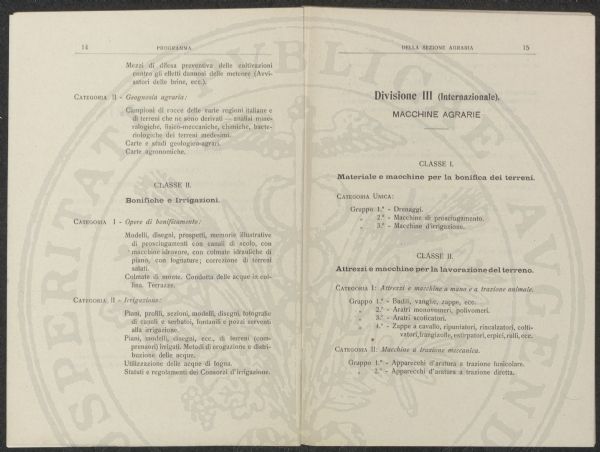 14 PROGRAMMA
Mezzi di difesa preventiva delle coltivazioni
contro gli effetti dannosi delle meteore (Avvi-
satori delle brine, ecc.).
CATEGORIA II - Geognosia agraria:
Campioni di rocce delle varie regioni italiane e
di terreni che ne sono derivati — analisi mine-
ralogiche, fisico-meccaniche, chimiche, bacte-
riologiche dei terreni medesimi.
Carte e studi geologico-agrari.
Carte agronomiche.
CLASSE II.
Bonifiche e Irrigazioni.
CATEGORIA I - Opere di bonificamento:
Modelli, disegni, prospetti, memorie illustrative
di prosciugamenti con canali di scolo, con
macchine idrovore, con colmate idrauliche di
piano, con fognature; correzione di terreni
salati.
Colmate di monte. Condotta delle acque in col-
lina. Terrazze.
CATEGORIA II - Irrigazione:
Piani, profili, sezioni, modelli, disegni, fotografie
di canali e serbatoi, fontanili e pozzi serventi
alla irrigazione.
Piani, modelli, disegni, ecc., di terreni (com-
prensori) irrigati. Metodi di erogazione e distri-
buzione delle acque.
Utilizzazione delle acque di fogna.
Statuti e regolamenti dei Consorzi d'irrigazione.
DELLA SEZIONE AGRARIA 15
Divisione III (Internazionale).
MACCHINE AGRARIE
CLASSE I.
Materiale e macchine per la bonifica dei terreni.
CATEGORIA UNICA:
Gruppo 1.° - Drenaggi.
„ 2.° - Macchine di prosciugamento.
„ 3.° - Macchine d'irrigazione.
CLASSE II.
Attrezzi e macchine per la lavorazione del terreno.
CATEGORIA I: Attrezzi e macchine a mano e a trazione animale.
Gruppo 1.° - Badili, vanghe, zappe, ecc.
„ 2.° - Aratri monovomeri, polivomeri.
„ 3.° - Aratri scoticatori.
„ 4.° - Zappe a cavallo, ripuntatori, rincalzatori, colti-
vatori, frangizolle, estirpatori, erpici, rulli, ecc.
CATEGORIA II: Macchine a trazione meccanica.
Gruppo 1.° - Apparecchi d'aratura a trazione funicolare.
„ 2.° - Apparecchi d'aratura a trazione diretta.